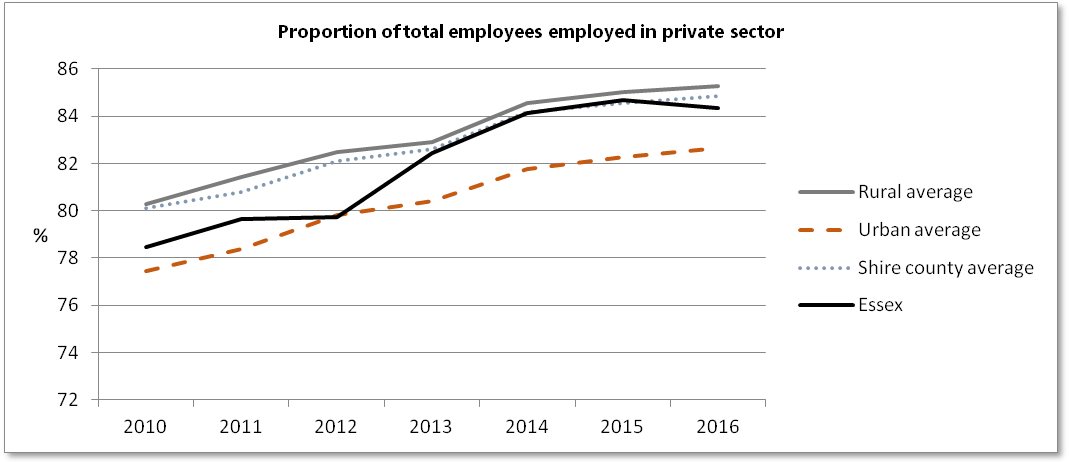 Proportion of total employees employed in private sector
86
84
82
80
78
76
74
72
%
2010 2011 2012 2013 2014 2015 2016
Rural average
Urban average
Shire county average
Essex